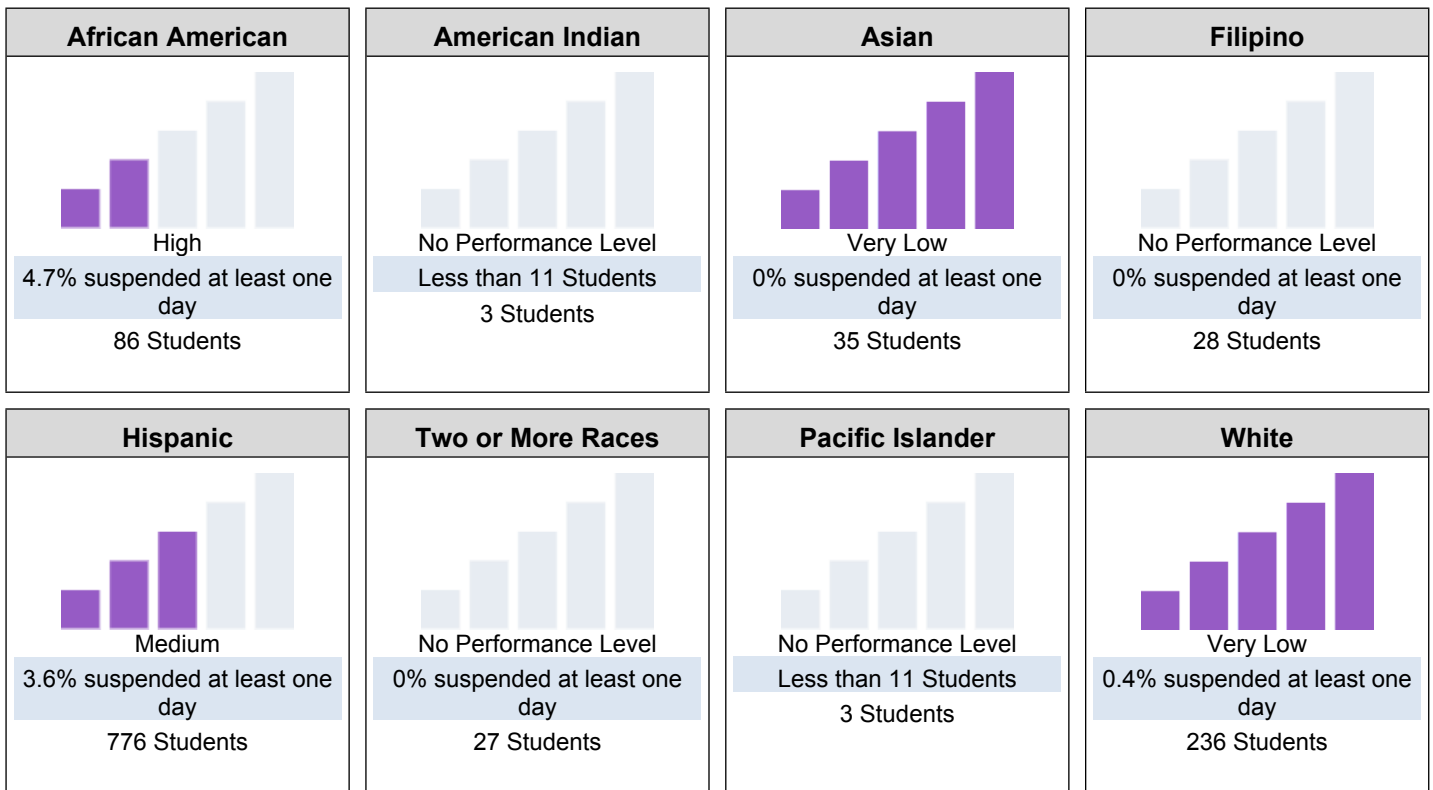 African American
High
4.7% suspended at least one
day
86 Students
American Indian
No Performance Level
Less than 11 Students
3 Students
Asian
Very Low
0% suspended at least one
day
35 Students
Filipino
No Performance Level
0% suspended at least one
day
28 Students
Hispanic
Medium
3.6% suspended at least one
day
776 Students
Two or More Races
No Performance Level
0% suspended at least one
day
27 Students
Pacific Islander
No Performance Level
Less than 11 Students
3 Students
White
Very Low
0.4% suspended at least one
day
236 Students